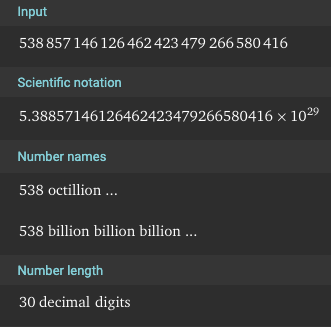 Input
538 857 146 126 462 423 479 266 580 416
Scientific notation
5.38857146126462423479266580416 × 10^29
Number names
538 octillion ...
538 billion billion billion ...
Number length
30 decimal digits